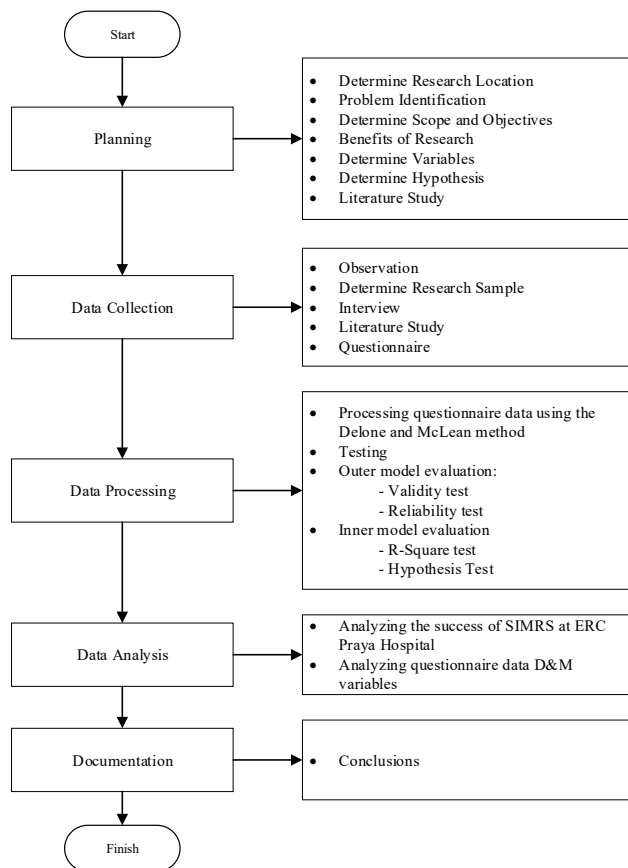 Start
Planning
• Determine Research Location
• Problem Identification
• Determine Scope and Objectives
• Benefits of Research
• Determine Variables
• Determine Hypothesis
• Literature Study
Data Collection
• Observation
• Determine Research Sample
• Interview
• Literature Study
• Questionnaire
Data Processing
• Processing questionnaire data using the
Delone and McLean method
• Testing
• Outer model evaluation:
- Validity test
- Reliability test
• Inner model evaluation
- R-Square test
- Hypothesis Test
Data Analysis
• Analyzing the success of SIMRS at ERC
Praya Hospital
• Analyzing questionnaire data D&M
variables
Documentation
• Conclusions
Finish